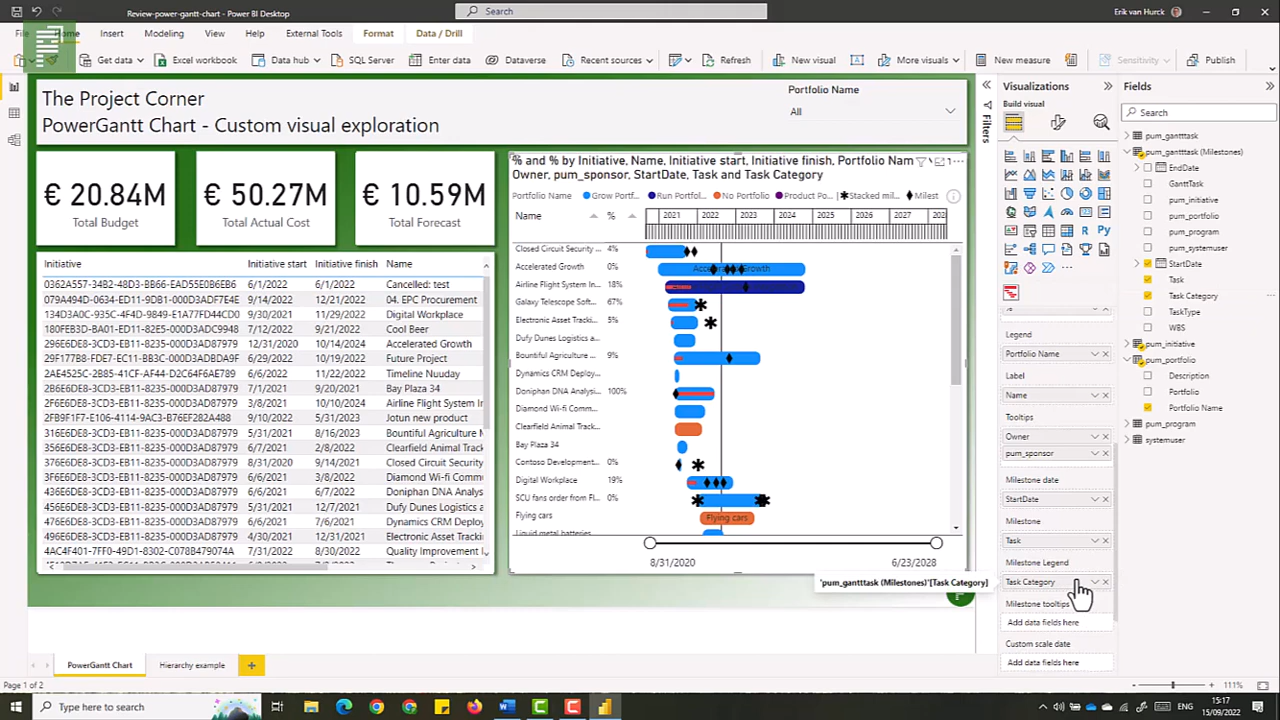 Review-power-gantt-chart - Power BI Desktop
Search
Erik van Hurck
File
Home
Insert
Modeling
View
Help
External Tools
Format
Data / Drill
Get data
Excel workbook
Data hub
SQL Server
Enter data
Dataverse
Recent sources
Refresh
New visual
More visuals
New measure
Sensitivity
Publish
The Project Corner
PowerGantt Chart - Custom visual exploration
Portfolio Name
All
€ 20.84M
Total Budget
€ 50.27M
Total Actual Cost
€ 10.59M
Total Forecast
Initiative Initiative start Initiative finish Name
0362A557-34B2-48D3-BB66-EAD55E0B6EB6 6/1/2022 6/1/2022 Cancelled: test
079A494D-0634-ED11-9DB1-000D3ADF7E4E 9/14/2022 12/21/2022 04. EPC Procurement
134D3A0C-935C-4F4D-9849-E1A77FD44CD0 9/30/2021 11/29/2022 Digital Workplace
180FEB3D-BA01-ED11-82E5-000D3ADC9948 7/12/2022 9/21/2022 Cool Beer
296E6DE8-3CD3-EB11-8235-000D3AD87979 12/31/2020 10/14/2024 Accelerated Growth
29F177B8-FDE7-EC11-BB3C-000D3ADBD9AF 6/29/2022 10/19/2022 Future Project
2AE4525C-2B85-41CF-AF44-D2C64F6AE789 6/6/2022 11/22/2022 Timeline Nuuday
2B6E6DE8-3CD3-EB11-8235-000D3AD87979 7/1/2021 9/20/2021 Bay Plaza 34
2F6E6DE8-3CD3-EB11-8235-000D3AD87979 3/8/2021 10/10/2024 Airline Flight System In
2FB9F1F7-E106-4114-9AC3-B76EF282A488 9/10/2022 5/31/2023 Jotun new product
316E6DE8-3CD3-EB11-8235-000D3AD87979 5/31/2021 8/16/2023 Bountiful Agriculture M
356E6DE8-3CD3-EB11-8235-000D3AD87979 6/7/2021 2/8/2022 Clearfield Animal Track
376E6DE8-3CD3-EB11-8235-000D3AD87979 8/31/2020 9/14/2021 Closed Circuit Security
3B6E6DE8-3CD3-EB11-8235-000D3AD87979 6/6/2021 6/6/2022 Diamond Wi-fi Commu
436E6DE8-3CD3-EB11-8235-000D3AD87979 6/6/2021 9/12/2022 Doniphan DNA Analys
456E6DE8-3CD3-EB11-8235-000D3AD87979 6/6/2021 2/12/2022 Dufy Dunes Logistics a
476E6DE8-3CD3-EB11-8235-000D3AD87979 6/6/2021 7/6/2021 Dynamics CRM Deploy
496E6DE8-3CD3-EB11-8235-000D3AD87979 4/30/2021 12/31/2021 Electronic Asset Trackin
4AC4F401-7FF0-49D1-8302-C078B479974A 7/31/2022 8/30/2022 Quality Improvement I
% and % by Initiative, Name, Initiative start, Initiative finish, Portfolio Nam
Owner, pum_sponsor, StartDate, Task and Task Category
Portfolio Name Grow Portf... Run Portfol... No Portfolio Product Po... Stacked mil... Milest
Name % 2021 2022 2023 2024 2025 2026 2027 202
Closed Circuit Security ... 4%
Accelerated Growth 0% Accelerated Growth
Airline Flight System In... 18%
Galaxy Telescope Soft... 67%
Electronic Asset Tracki... 5%
Dufy Dunes Logistics a...
Bountiful Agriculture ... 9%
Dynamics CRM Deploy...
Doniphan DNA Analysi... 100%
Diamond Wi-fi Comm...
Clearfield Animal Track...
Bay Plaza 34
Contoso Development... 0%
Digital Workplace 19%
SCU fans order from Fl... 0%
Flying cars Flying cars
Liquid metal batteries
8/31/2020 6/23/2028
'pum_gantttask (Milestones)'[Task Category]
Filters
Visualizations
Build visual
Legend
Portfolio Name
Label
Name
Tooltips
Owner
pum_sponsor
Milestone date
StartDate
Milestone
Task
Milestone Legend
Task Category
Milestone tooltips
Add data fields here
Custom scale date
Add data fields here
Fields
Search
pum_gantttask
pum_gantttask (Milestones)
EndDate
GanttTask
pum_initiative
pum_portfolio
pum_program
pum_systemuser
StartDate
Task
Task Category
TaskType
WBS
pum_initiative
pum_portfolio
Description
Portfolio
Portfolio Name
pum_program
systemuser
PowerGantt Chart
Hierarchy example
Page 1 of 2
111%
Type here to search
ENG
15:17
15/09/2022